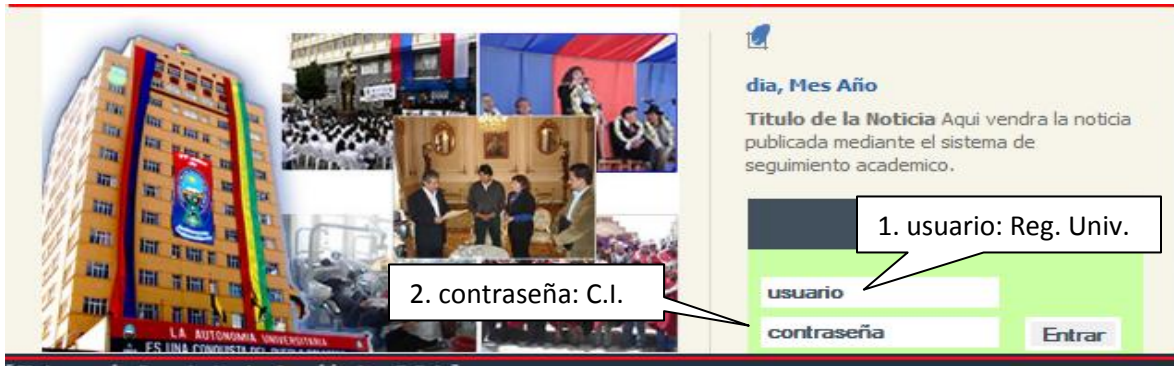 dia, Mes Año
Titulo de la Noticia Aqui vendra la noticia
publicada mediante el sistema de
seguimiento academico.
1. usuario: Reg. Univ.
2. contraseña: C.I.
usuario
contraseña
Entrar
LA AUTONOMIA UNIVERSITARIA
ES UNA CONQUISTA DEL